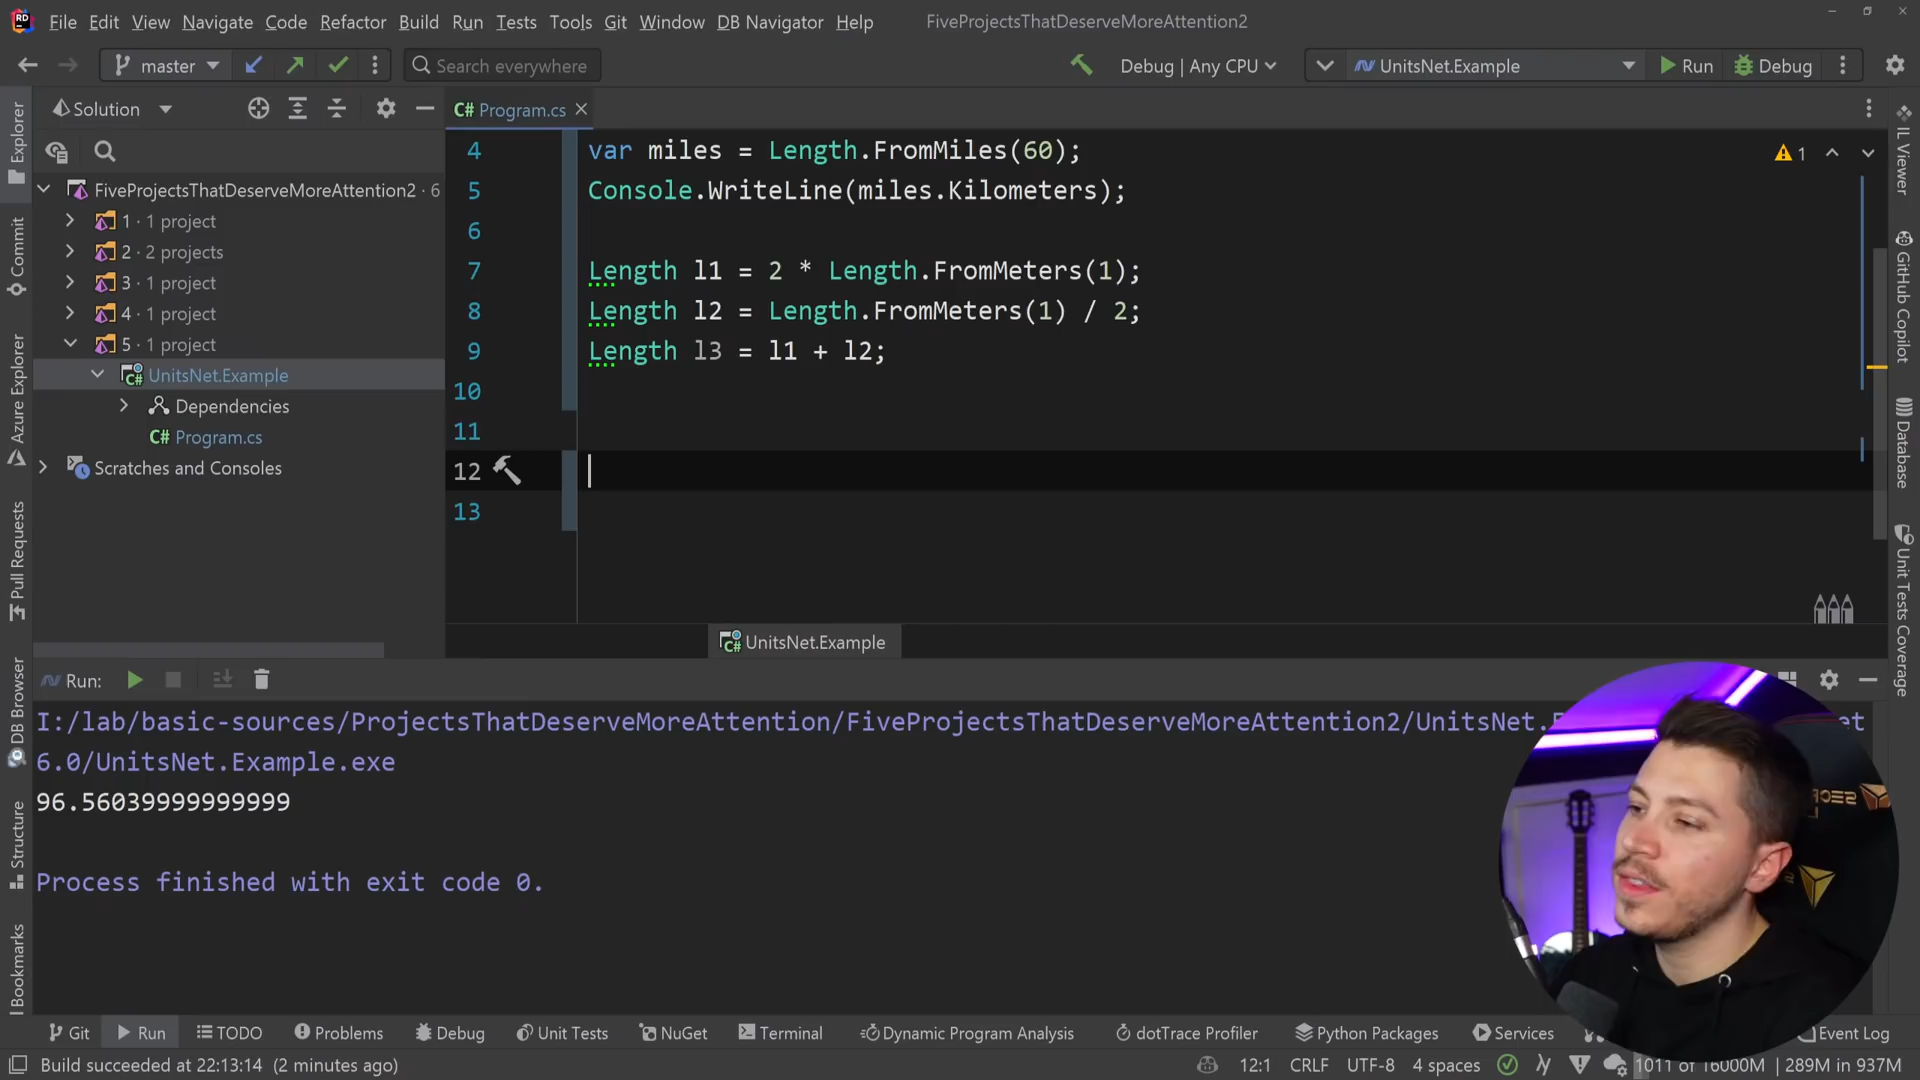 File Edit View Navigate Code Refactor Build Run Tests Tools Git Window DB Navigator Help FiveProjectsThatDeserveMoreAttention2
master Search everywhere Debug | Any CPU UnitsNet.Example Run Debug
Solution C# Program.cs
FiveProjectsThatDeserveMoreAttention2 · 6
1 · 1 project
2 · 2 projects
3 · 1 project
4 · 1 project
5 · 1 project
UnitsNet.Example
Dependencies
C# Program.cs
Scratches and Consoles
4 var miles = Length.FromMiles(60);
5 Console.WriteLine(miles.Kilometers);
6
7 Length l1 = 2 * Length.FromMeters(1);
8 Length l2 = Length.FromMeters(1) / 2;
9 Length l3 = l1 + l2;
10
11
12
13
1
C# UnitsNet.Example
Explorer
Commit
Azure Explorer
Pull Requests
DB Browser
Structure
Bookmarks
IL Viewer
GitHub Copilot
Database
Unit Tests Coverage
Run:
I:/lab/basic-sources/ProjectsThatDeserveMoreAttention/FiveProjectsThatDeserveMoreAttention2/UnitsNet. et
6.0/UnitsNet.Example.exe
96.56039999999999
Process finished with exit code 0.
Git Run TODO Problems Debug Unit Tests NuGet Terminal Dynamic Program Analysis dotTrace Profiler Python Packages Services Event Log
Build succeeded at 22:13:14 (2 minutes ago) 12:1 CRLF UTF-8 4 spaces 1011 of 16000M 289M in 937M